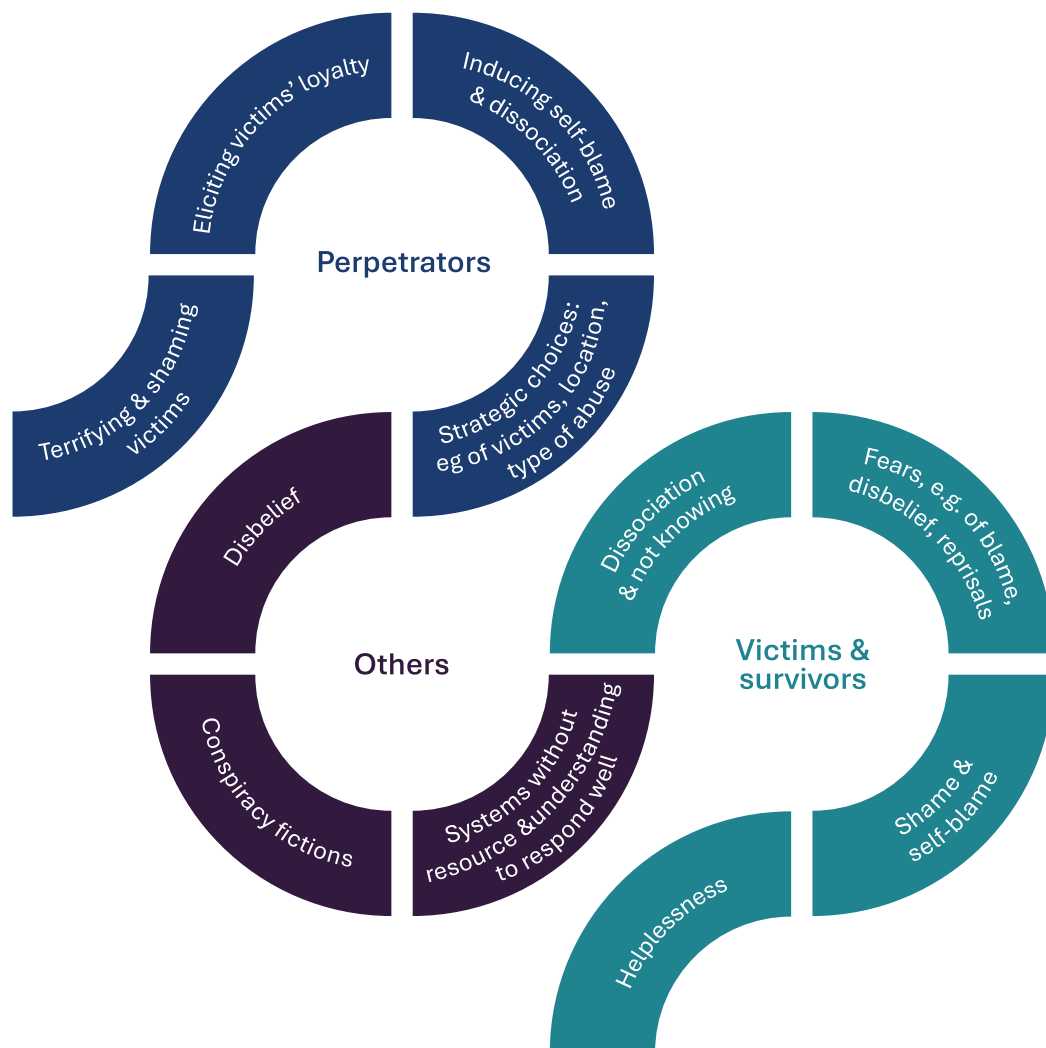 Eliciting victims’ loyalty
Inducing self-blame
& dissociation
Perpetrators
Terrifying & shaming
victims
Strategic choices:
eg of victims, location,
type of abuse
Disbelief
Others
Conspiracy fictions
Systems without
resource &understanding
to respond well
Dissociation
& not knowing
Fears, e.g. of blame,
disbelief, reprisals
Victims &
survivors
Shame &
self-blame
Helplessness